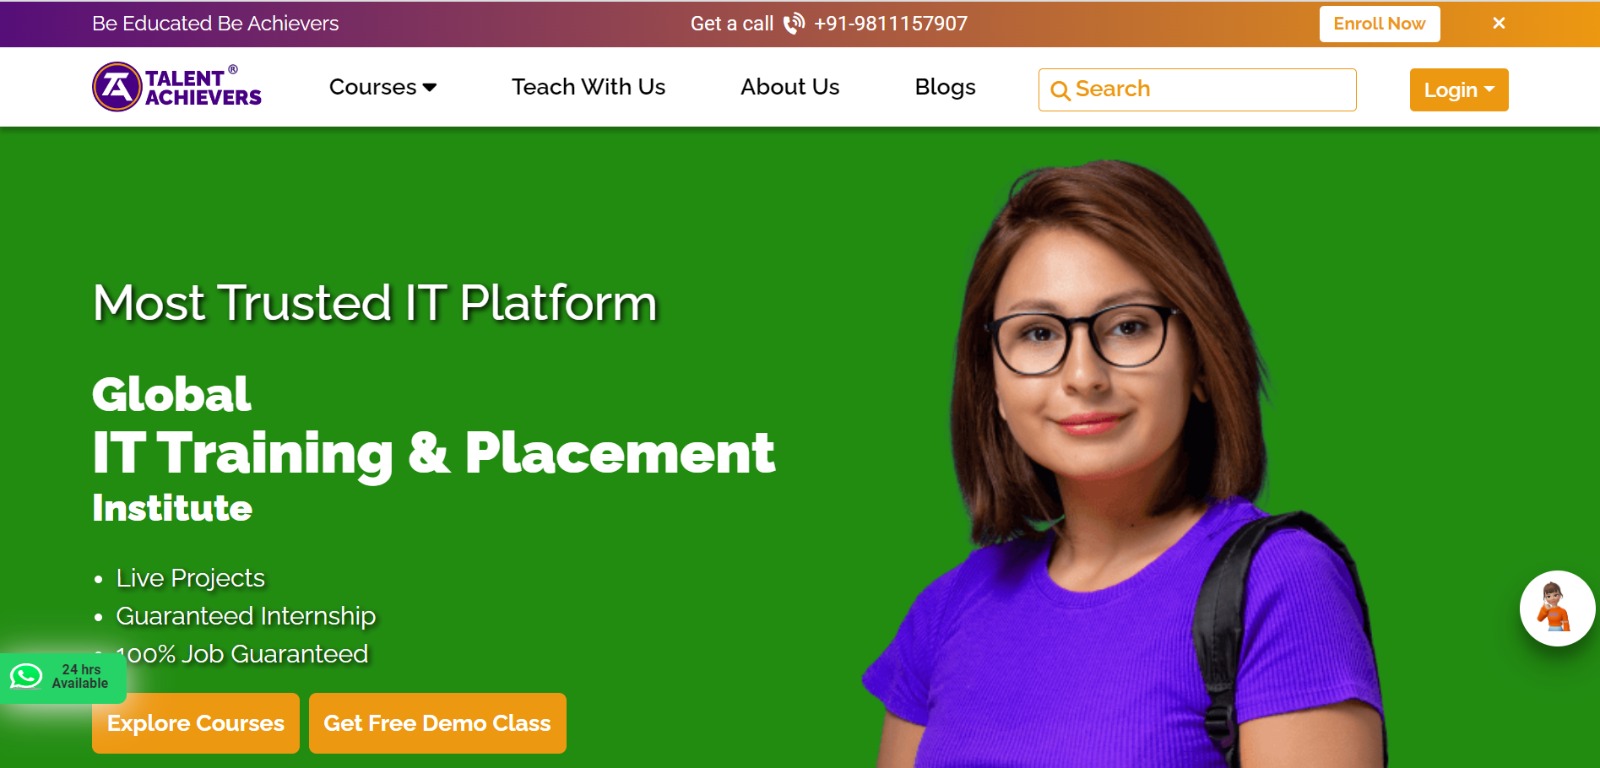 Be Educated Be Achievers
Get a call +91-9811157907
Enroll Now
×
TA
TALENT ®
ACHIEVERS
Courses
Teach With Us
About Us
Blogs
Search
Login
Most Trusted IT Platform
Global
IT Training & Placement
Institute
• Live Projects
• Guaranteed Internship
• 100% Job Guaranteed
24 hrs
Available
Explore Courses
Get Free Demo Class